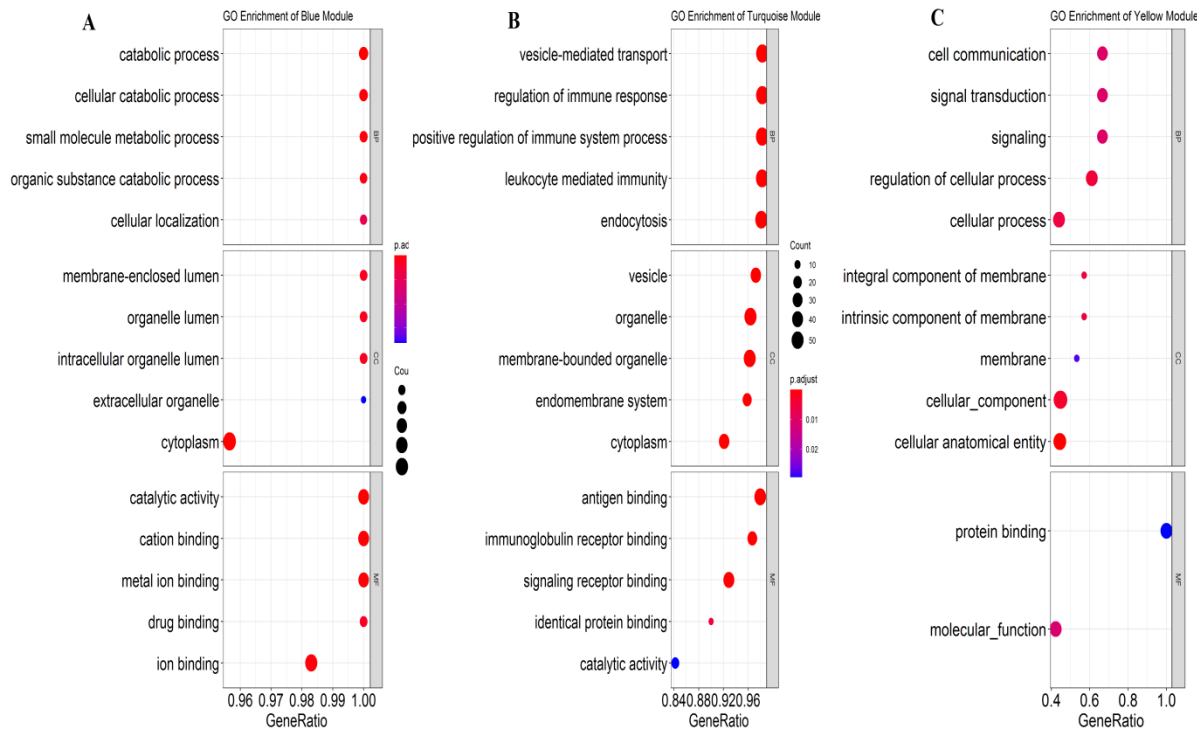 A
GO Enrichment of Blue Module
catabolic process
cellular catabolic process
small molecule metabolic process
organic substance catabolic process
cellular localization
BP
membrane-enclosed lumen
organelle lumen
intracellular organelle lumen
extracellular organelle
cytoplasm
CC
catalytic activity
cation binding
metal ion binding
drug binding
ion binding
MF
0.96 0.97 0.98 0.99 1.00
GeneRatio
p.ad
Cou
B
GO Enrichment of Turquoise Module
vesicle-mediated transport
regulation of immune response
positive regulation of immune system process
leukocyte mediated immunity
endocytosis
BP
vesicle
organelle
membrane-bounded organelle
endomembrane system
cytoplasm
CC
antigen binding
immunoglobulin receptor binding
signaling receptor binding
identical protein binding
catalytic activity
MF
0.84 0.88 0.92 0.96
GeneRatio
Count
10
20
30
40
50
p.adjust
0.01
0.02
C
GO Enrichment of Yellow Module
cell communication
signal transduction
signaling
regulation of cellular process
cellular process
BP
integral component of membrane
intrinsic component of membrane
membrane
cellular_component
cellular anatomical entity
CC
protein binding
molecular_function
MF
0.4 0.6 0.8 1.0
GeneRatio